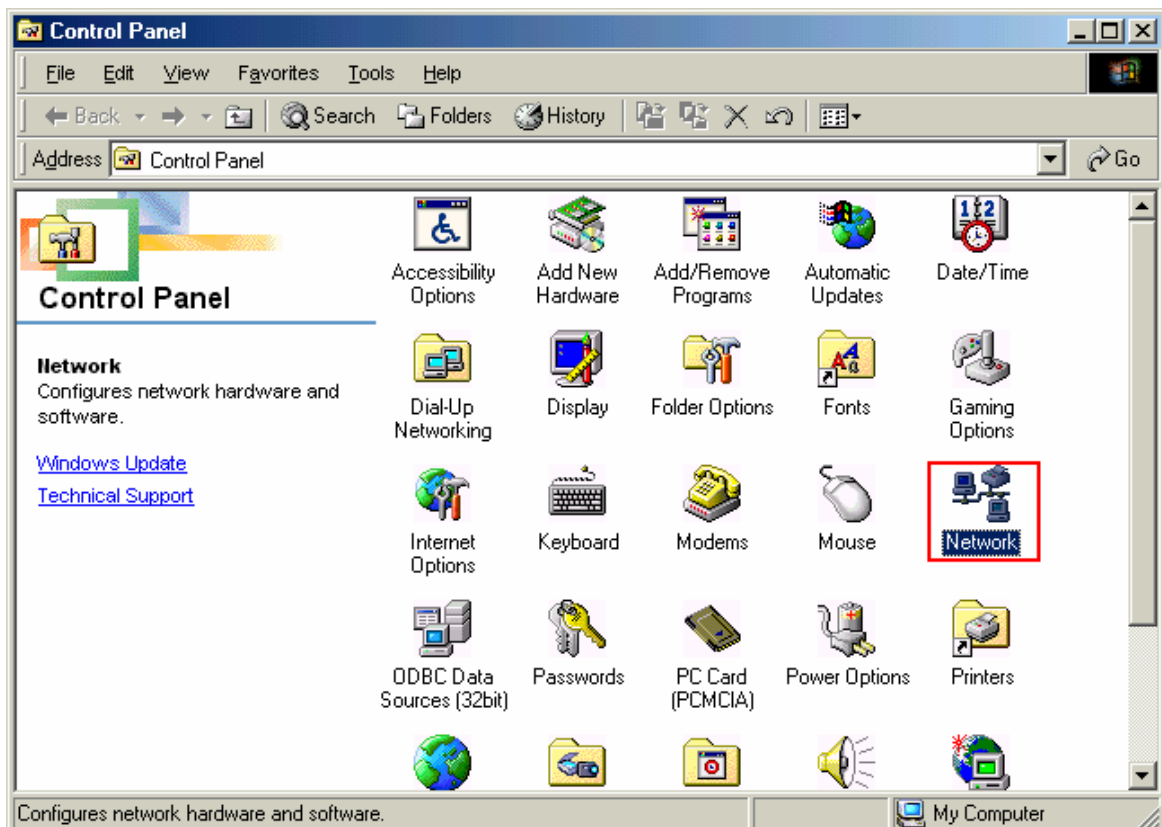 Control Panel
File Edit View Favorites Tools Help
Back Search Folders History
Address Control Panel Go
Control Panel
Network
Configures network hardware and
software.
Windows Update
Technical Support
Accessibility
Options
Add New
Hardware
Add/Remove
Programs
Automatic
Updates
12
Date/Time
Dial-Up
Networking
Display
Folder Options
Fonts
Gaming
Options
Internet
Options
Keyboard
Modems
Mouse
Network
ODBC Data
Sources (32bit)
Passwords
PC Card
(PCMCIA)
Power Options
Printers
Configures network hardware and software. My Computer